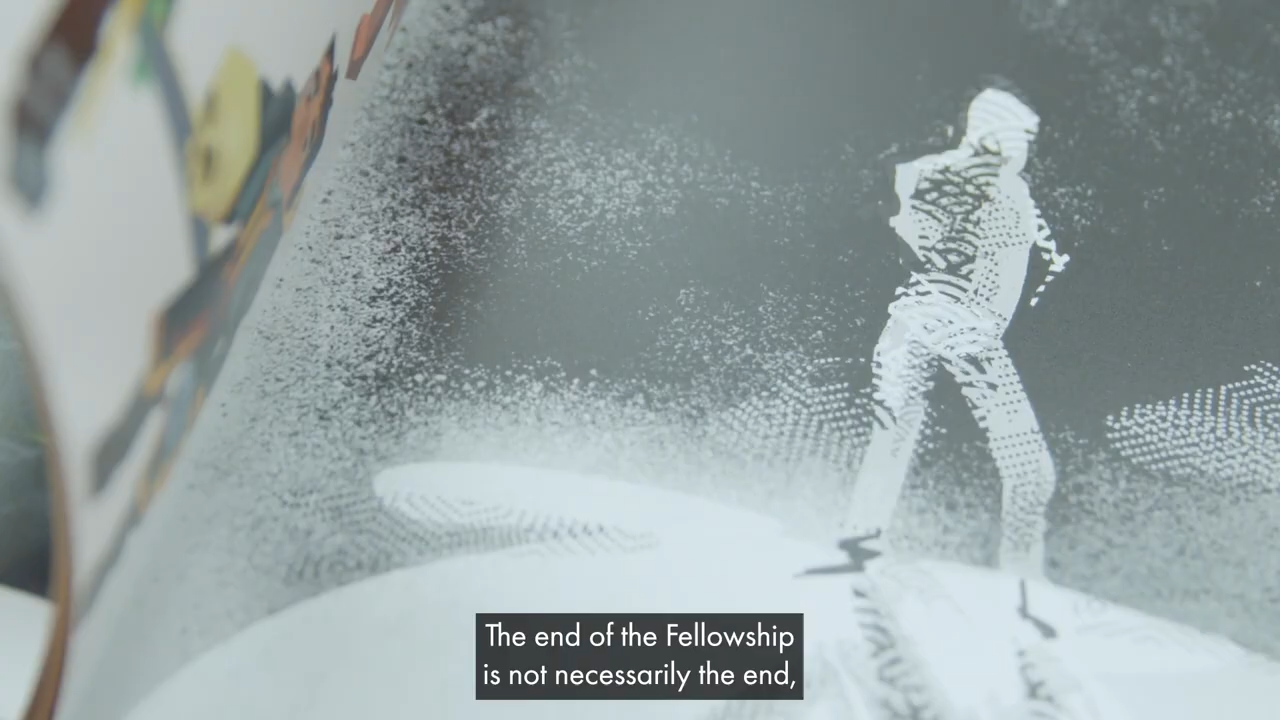 The end of the Fellowship
is not necessarily the end,